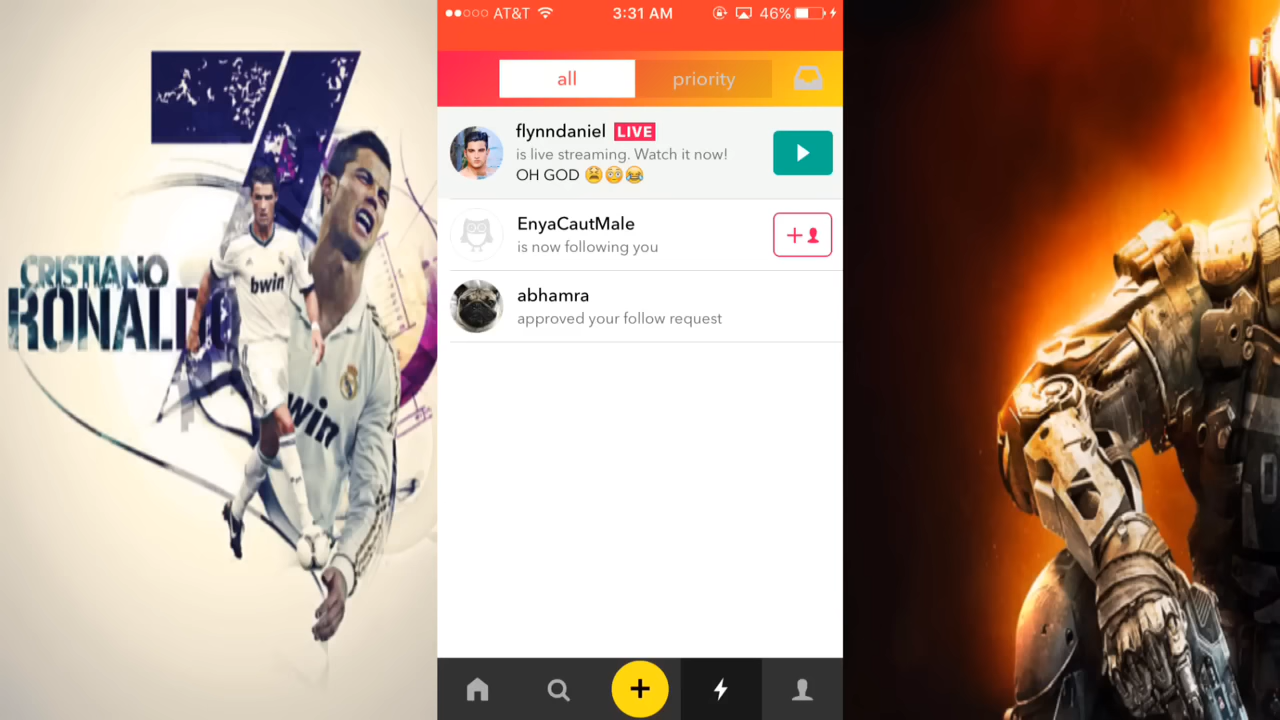 CRISTIANO
RONALDO
7
bwin
win
AT&T 3:31 AM 46%
all priority
flynndaniel LIVE
is live streaming. Watch it now!
OH GOD 😫😳😂
EnyaCautMale
is now following you
abhamra
approved your follow request